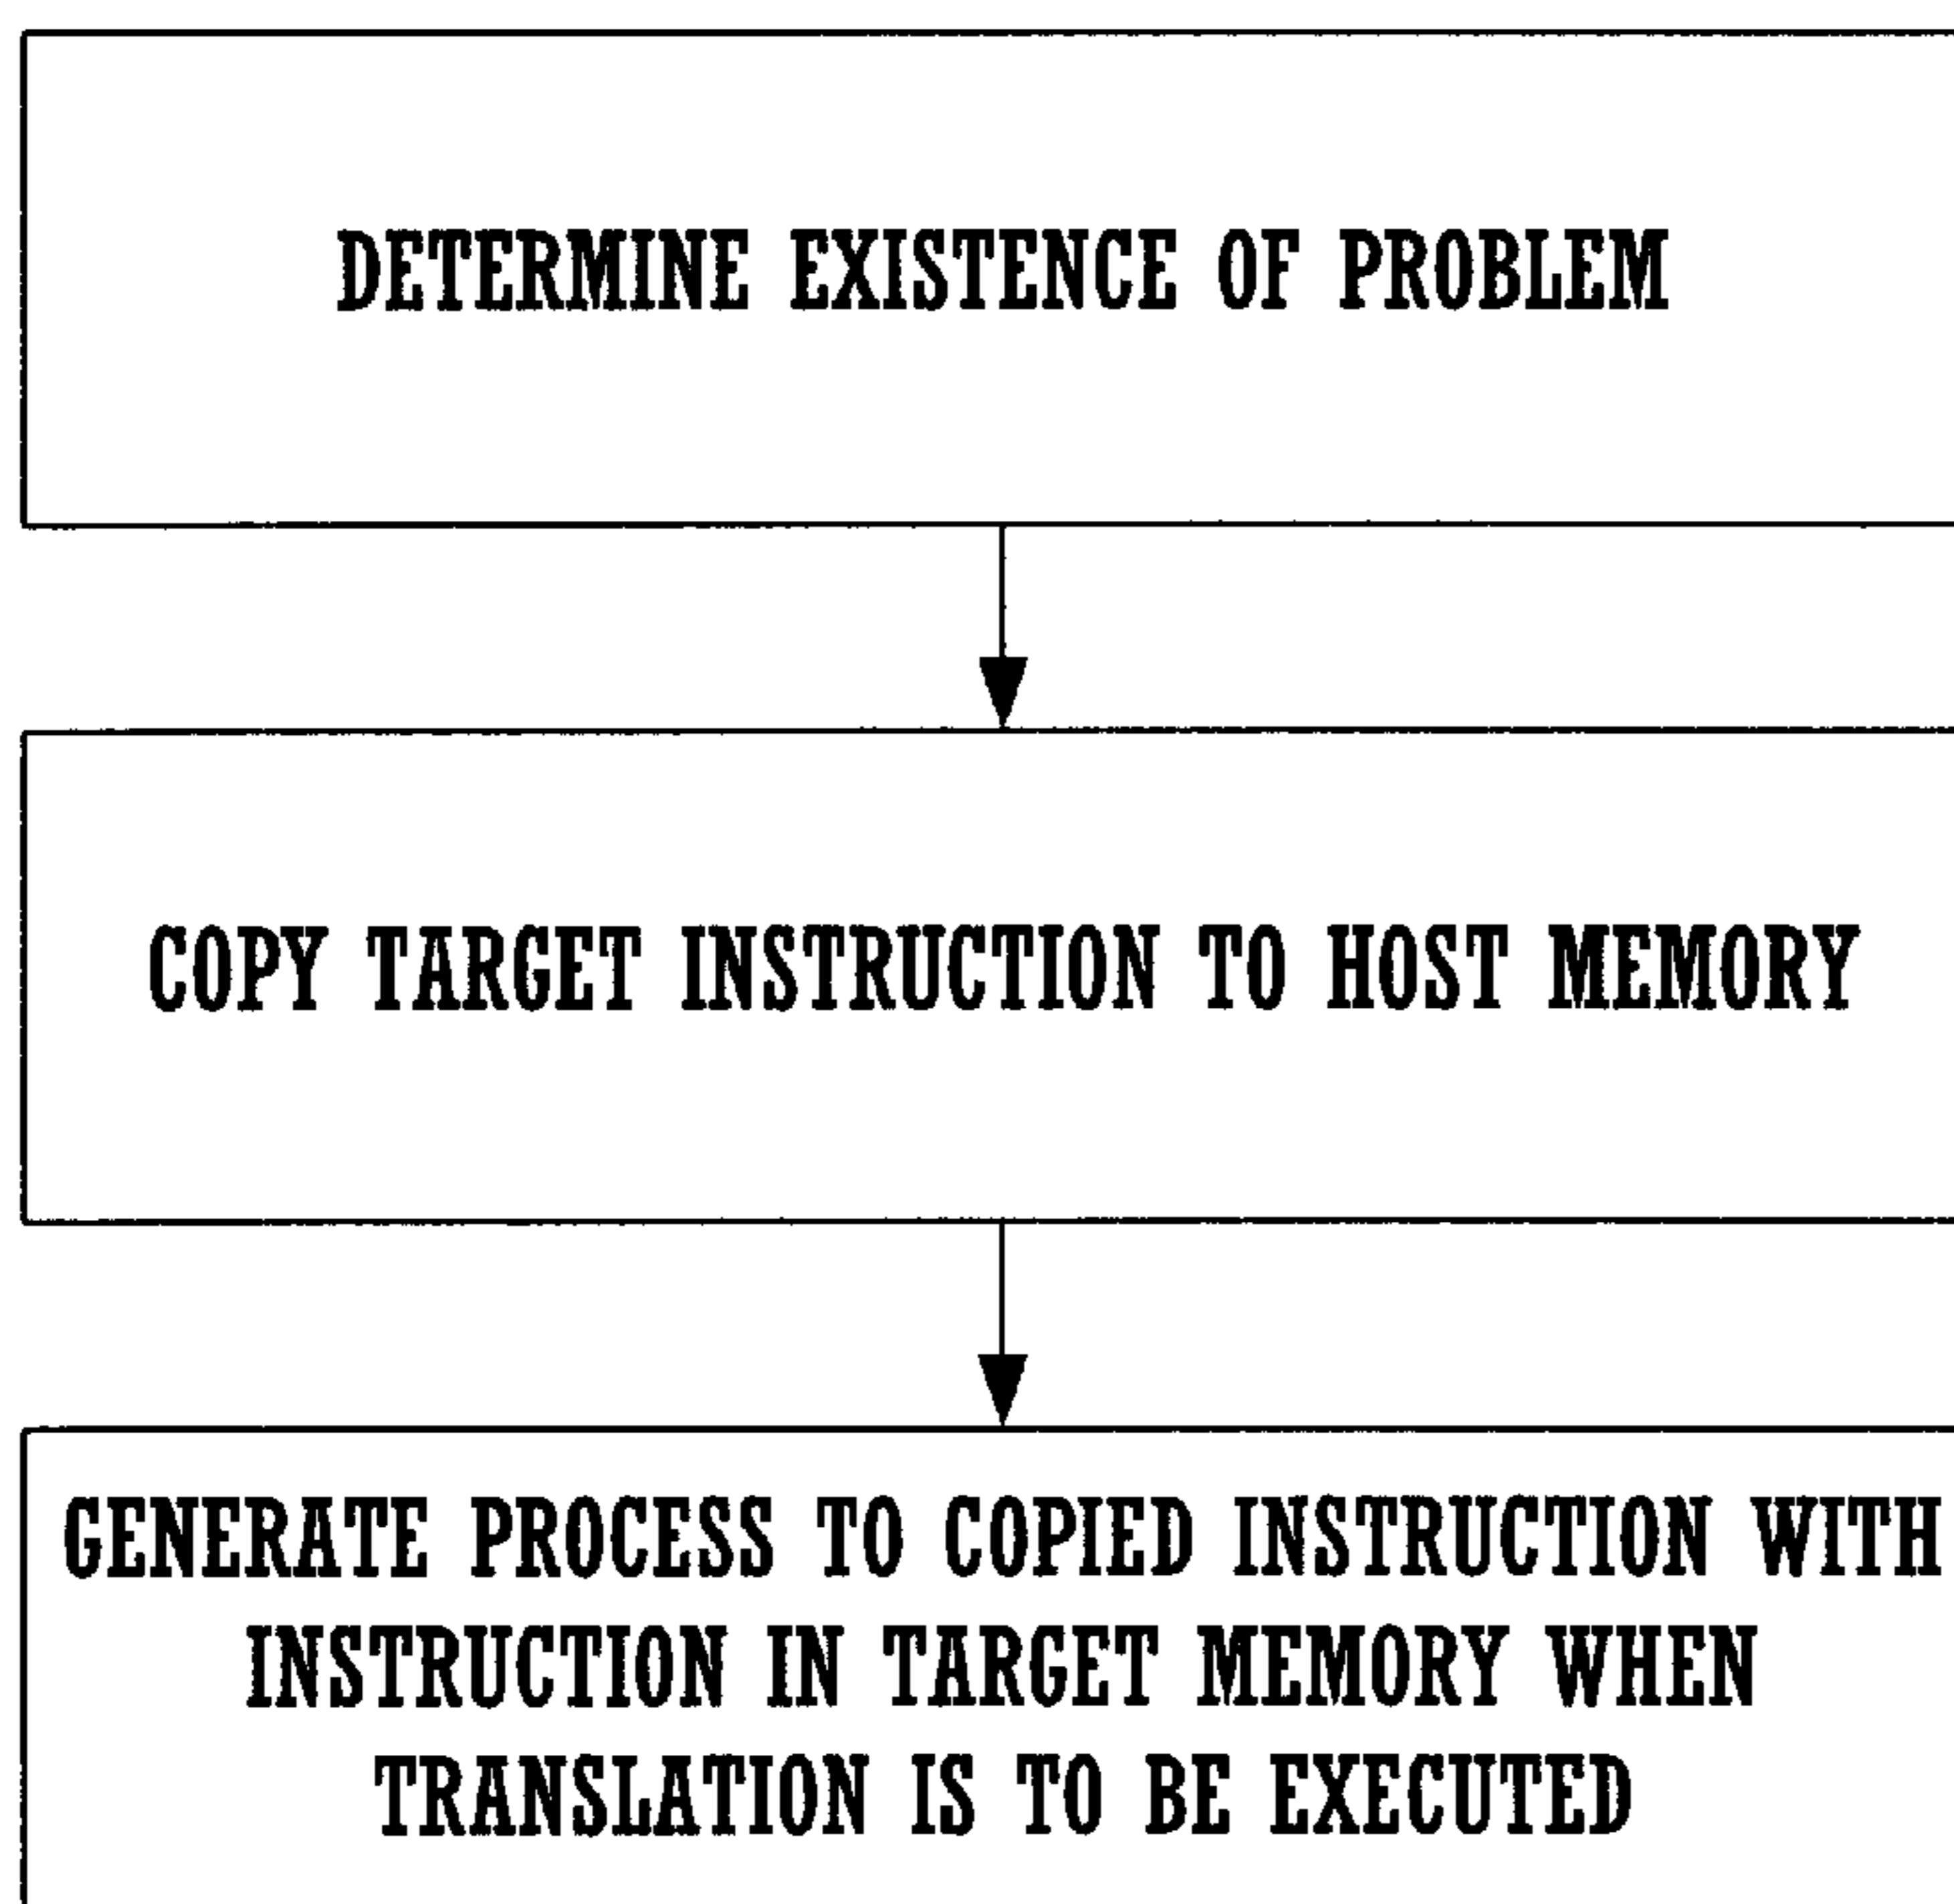 DETERMINE EXISTENCE OF PROBLEM
COPY TARGET INSTRUCTION TO HOST MEMORY
GENERATE PROCESS TO COPIED INSTRUCTION WITH
INSTRUCTION IN TARGET MEMORY WHEN
TRANSLATION IS TO BE EXECUTED